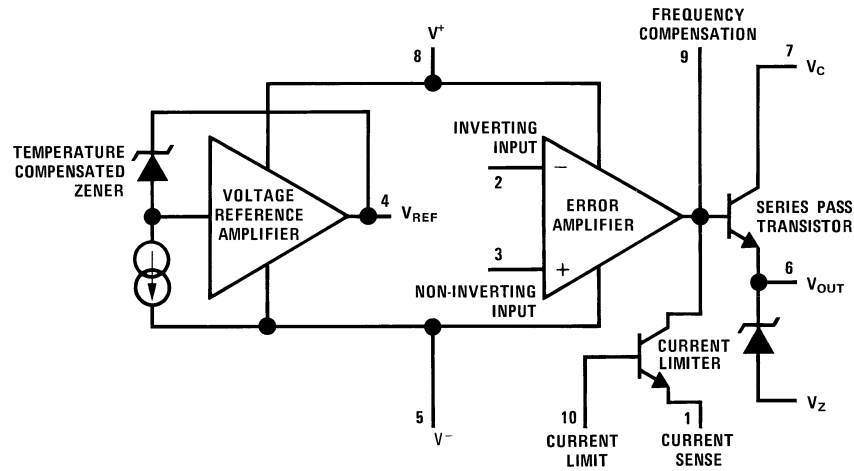 FREQUENCY
COMPENSATION
V+
8
9
7
VC
TEMPERATURE
COMPENSATED
ZENER
VOLTAGE
REFERENCE
AMPLIFIER
4
VREF
INVERTING
INPUT
2
−
ERROR
AMPLIFIER
3
+
NON-INVERTING
INPUT
SERIES PASS
TRANSISTOR
6
VOUT
CURRENT
LIMITER
VZ
5
V−
10
CURRENT
LIMIT
1
CURRENT
SENSE